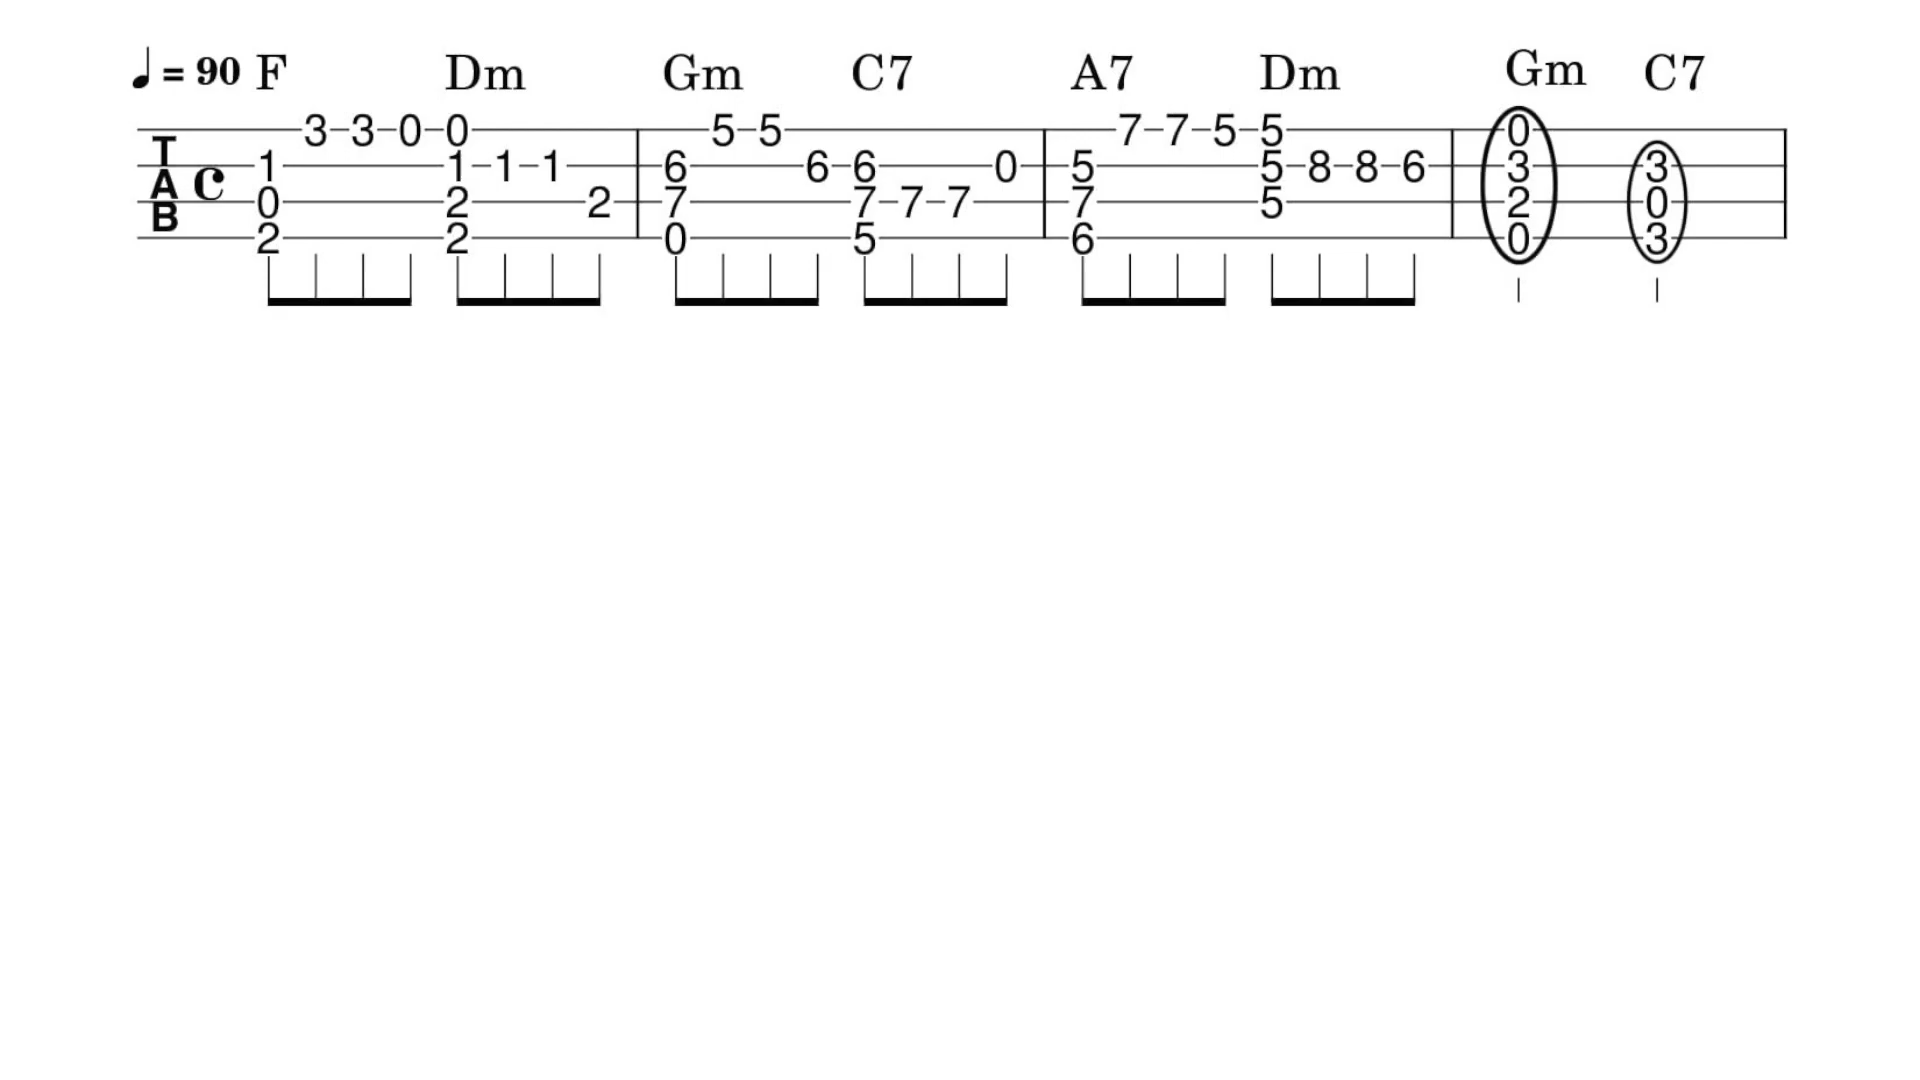 ♩ = 90 F Dm Gm C7 A7 Dm Gm C7
3-3-0-0 5-5 7-7-5-5 0
T 1 1-1-1 6 6-6 0 5 5-8-8-6 3 3
A C 0 2 2 7 7-7-7 7 5 2 0
B 2 2 0 5 6 0 3